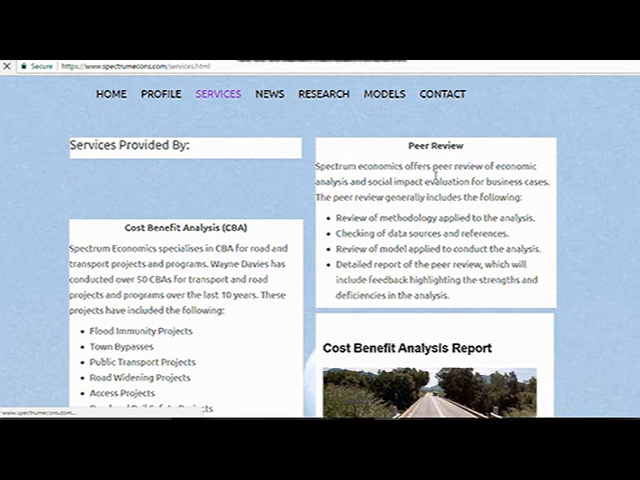 Secure https://www.spectrumecons.com/services.html
HOME PROFILE SERVICES NEWS RESEARCH MODELS CONTACT
Services Provided By:
Cost Benefit Analysis (CBA)
Spectrum Economics specialises in CBA for road and
transport projects and programs. Wayne Davies has
conducted over 50 CBAs for transport and road
projects and programs over the last 10 years. These
projects have included the following:
Flood Immunity Projects
Town Bypasses
Public Transport Projects
Road Widening Projects
Access Projects
Peer Review
Spectrum economics offers peer review of economic
analysis and social impact evaluation for business cases.
The peer review generally includes the following:
Review of methodology applied to the analysis.
Checking of data sources and references.
Review of model applied to conduct the analysis.
Detailed report of the peer review, which will
include feedback highlighting the strengths and
deficiencies in the analysis.
Cost Benefit Analysis Report
www.spectrumecons.com...